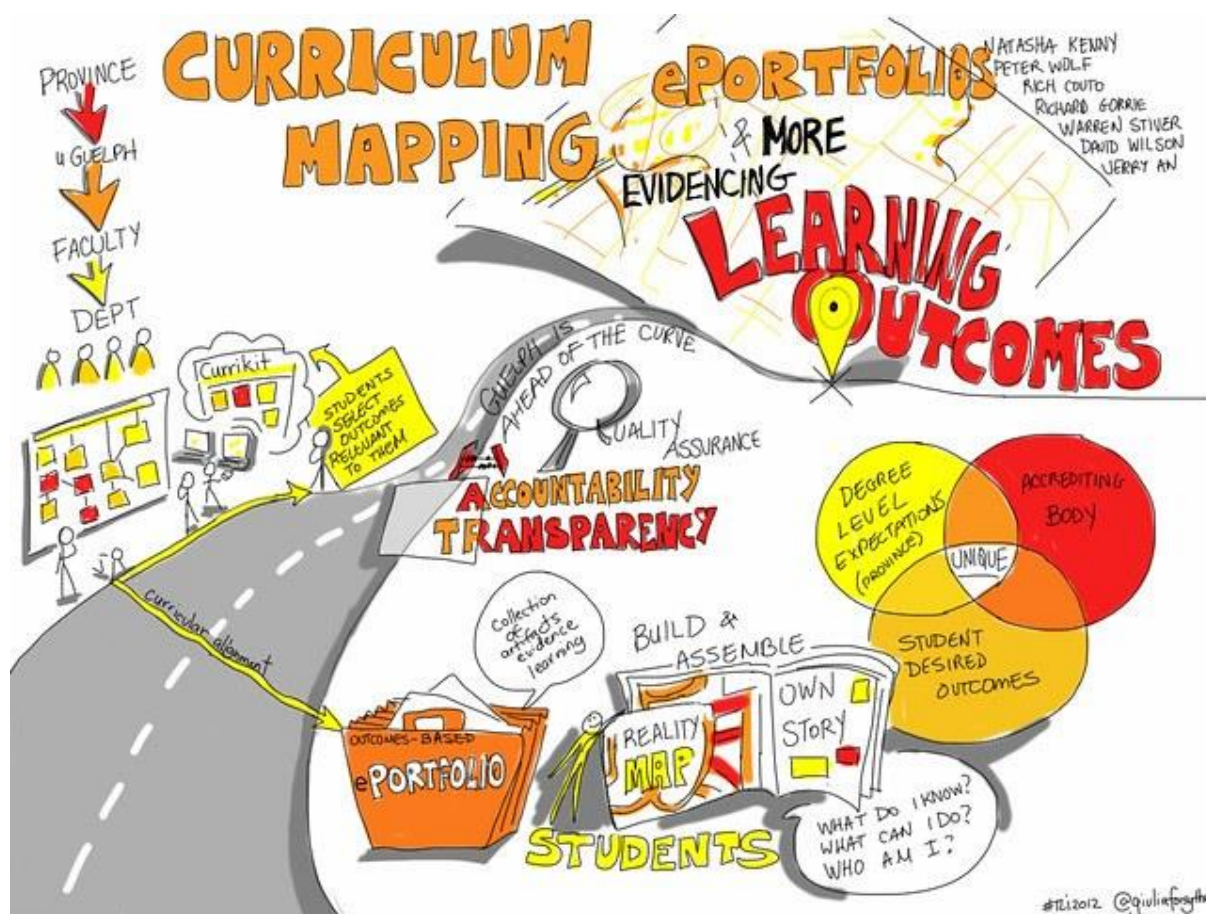 PROVINCE
u GUELPH
FACULTY
DEPT
CURRICULUM
MAPPING
ePORTFOLIOS
& MORE
EVIDENCING
LEARNING
OUTCOMES
NATASHA KENNY
PETER WOLF
RICH COUTO
RICHARD GORRIE
WARREN STIVER
DAVID WILSON
JERRY AN
Currikit
STUDENTS
SELECT
OUTCOMES
RELEVANT
TO THEM
GUELPH IS
AHEAD OF THE CURVE
QUALITY
ASSURANCE
ACCOUNTABILITY
TRANSPARENCY
DEGREE
LEVEL
EXPECTATIONS
(PROVINCE)
ACCREDITING
BODY
UNIQUE
STUDENT
DESIRED
OUTCOMES
curricular alignment
Collection
of
artifacts
evidence
learning
OUTCOMES-BASED
ePORTFOLIO
BUILD &
ASSEMBLE
REALITY
MAP
OWN
STORY
STUDENTS
WHAT DO I KNOW?
WHAT CAN I DO?
WHO AM I?
#tli2012 @giuliaforsythe